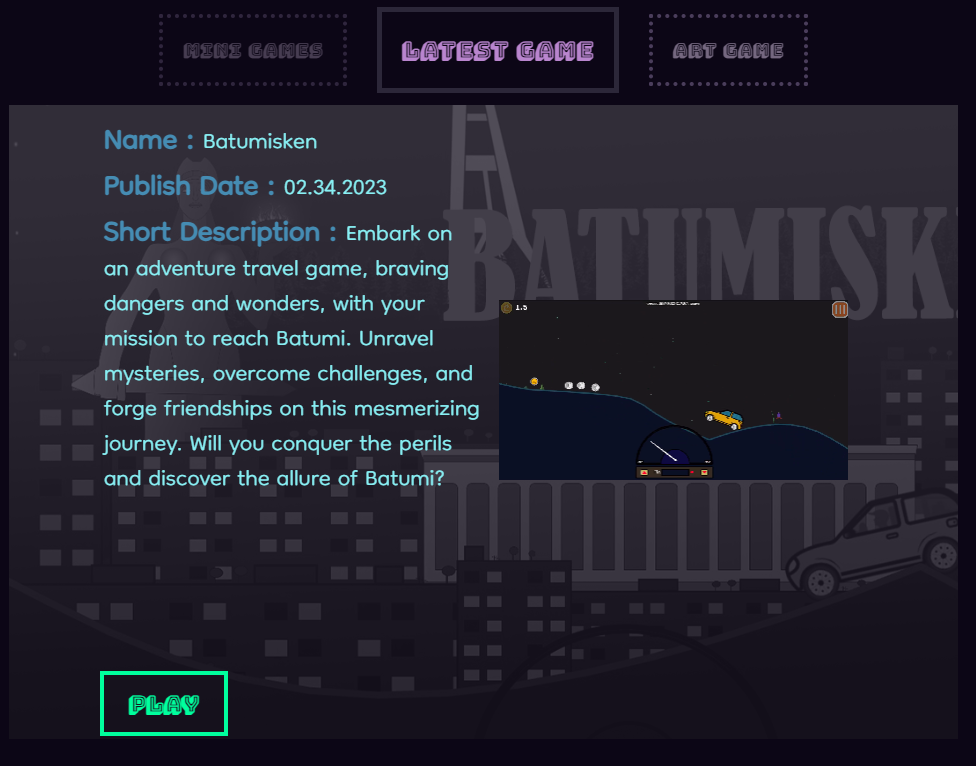 MINI GAMES
LATEST GAME
ART GAME
Name : Batumisken
Publish Date : 02.34.2023
Short Description : Embark on
an adventure travel game, braving
dangers and wonders, with your
mission to reach Batumi. Unravel
mysteries, overcome challenges, and
forge friendships on this mesmerizing
journey. Will you conquer the perils
and discover the allure of Batumi?
BATUMISK
1.5
PLAY